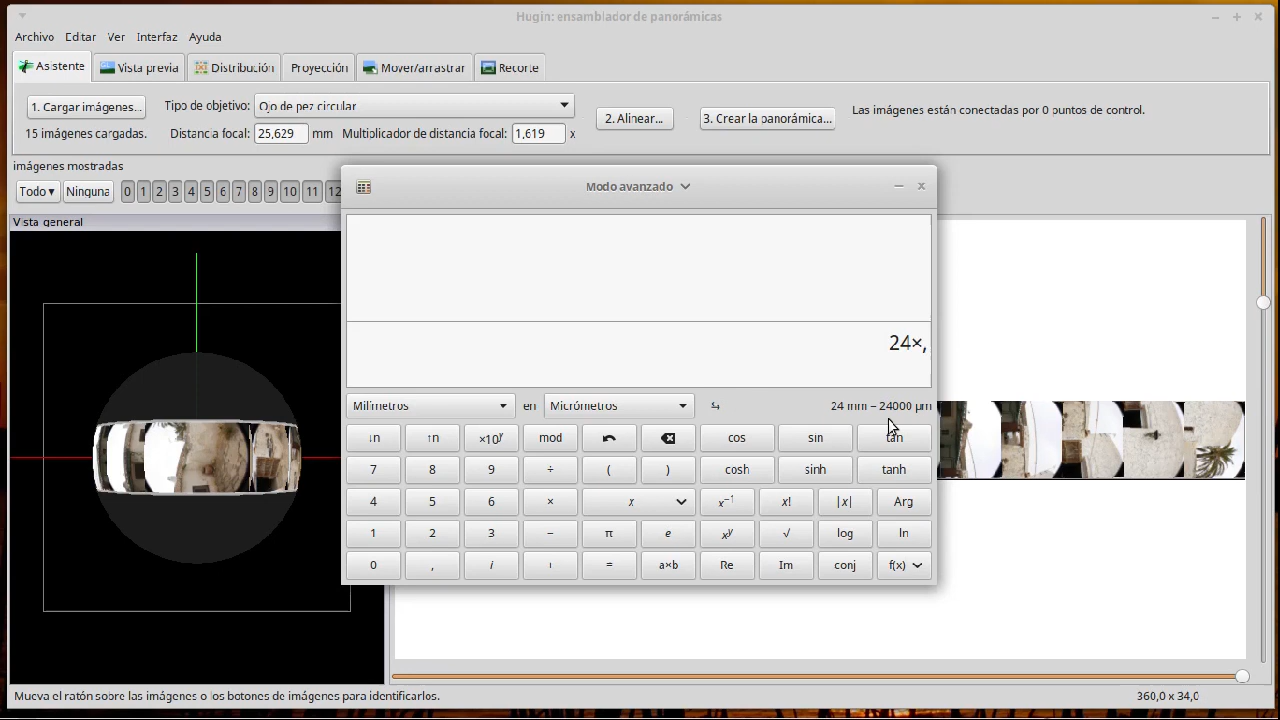 Hugin: ensamblador de panorámicas
Archivo Editar Ver Interfaz Ayuda
Asistente Vista previa Distribución Proyección Mover/arrastrar Recorte
1. Cargar imágenes... Tipo de objetivo: Ojo de pez circular 2. Alinear... 3. Crear la panorámica... Las imágenes están conectadas por 0 puntos de control.
15 imágenes cargadas. Distancia focal: 25,629 mm Multiplicador de distancia focal: 1,619 x
imágenes mostradas
Todo Ninguna 0 1 2 3 4 5 6 7 8 9 10 11 12
Modo avanzado
Vista general
24×,
Milímetros en Micrómetros 24 mm = 24000 µm
↓n ↑n ×10ʸ mod cos sin tan
7 8 9 ÷ ( ) cosh sinh tanh
4 5 6 × x x⁻¹ x! |x| Arg
1 2 3 − π e xʸ √ log ln
0 , i = a×b Re Im conj f(x)
Mueva el ratón sobre las imágenes o los botones de imágenes para identificarlos. 360,0 x 34,0